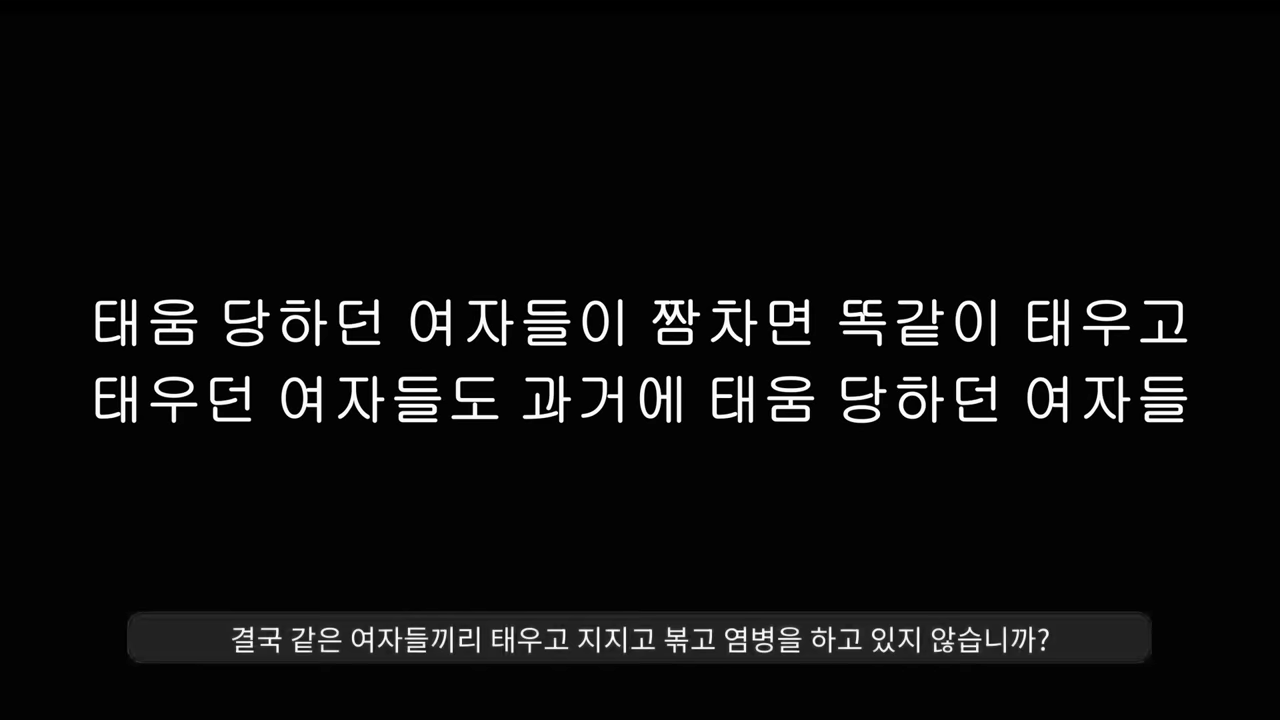 태움 당하던 여자들이 짬차면 똑같이 태우고
태우던 여자들도 과거에 태움 당하던 여자들
결국 같은 여자들끼리 태우고 지지고 볶고 염병을 하고 있지 않습니까?